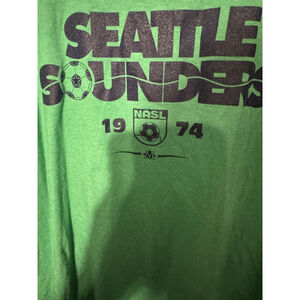 SEATTLE
SOUNDERS
NASL
19 74